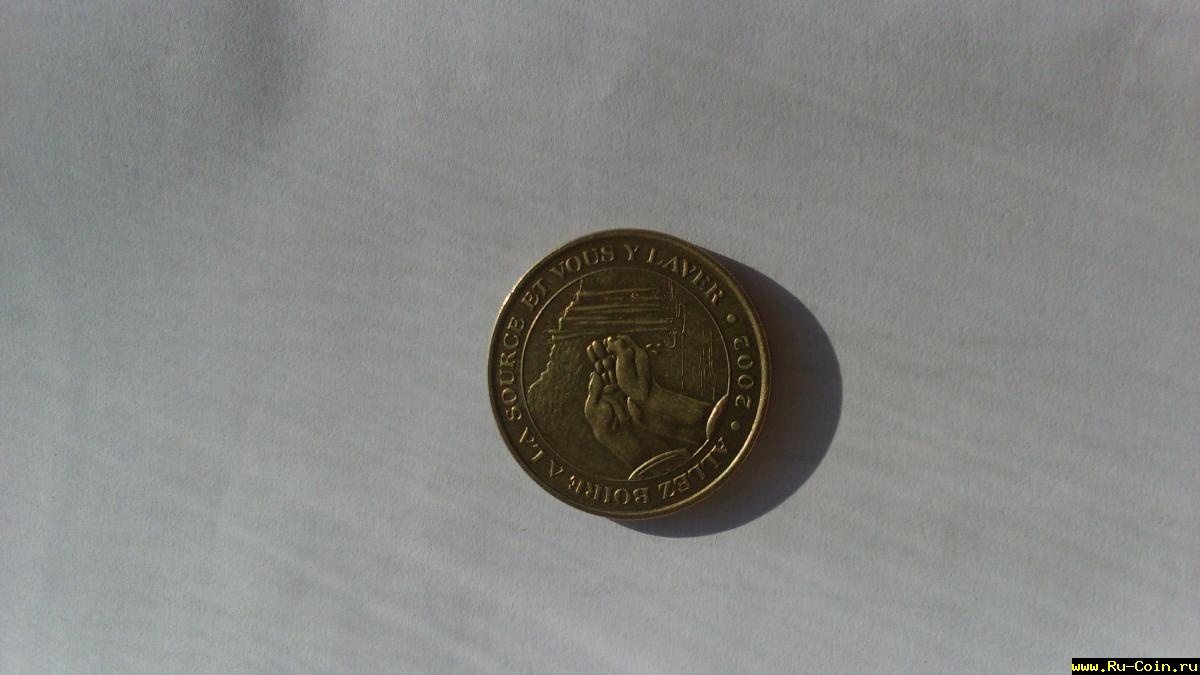 ALLEZ BOIRE A LA SOURCE ET VOUS Y LAVER
• 2002 •
www.Ru-Coin.ru